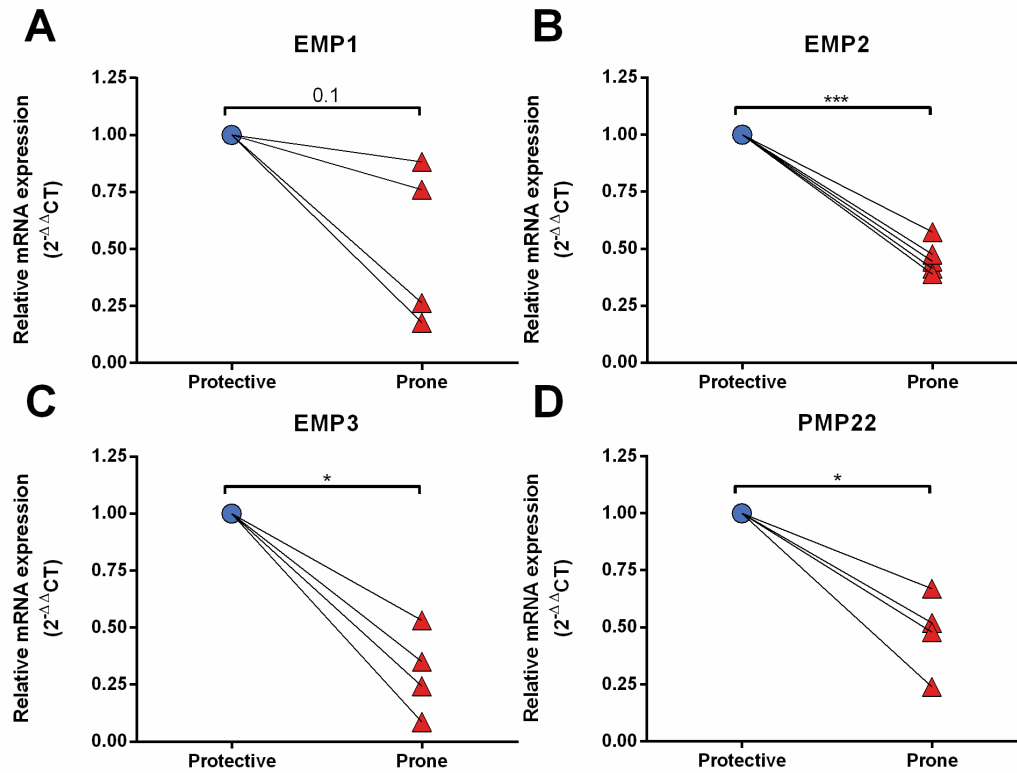 A
EMP1
Relative mRNA expression
(2-Δ ΔCT)
1.25
1.00
0.75
0.50
0.25
0.00
0.1
Protective
Prone
B
EMP2
Relative mRNA expression
(2-Δ ΔCT)
1.25
1.00
0.75
0.50
0.25
0.00
***
Protective
Prone
C
EMP3
Relative mRNA expression
(2-Δ ΔCT)
1.25
1.00
0.75
0.50
0.25
0.00
*
Protective
Prone
D
PMP22
Relative mRNA expression
(2-Δ ΔCT)
1.25
1.00
0.75
0.50
0.25
0.00
*
Protective
Prone